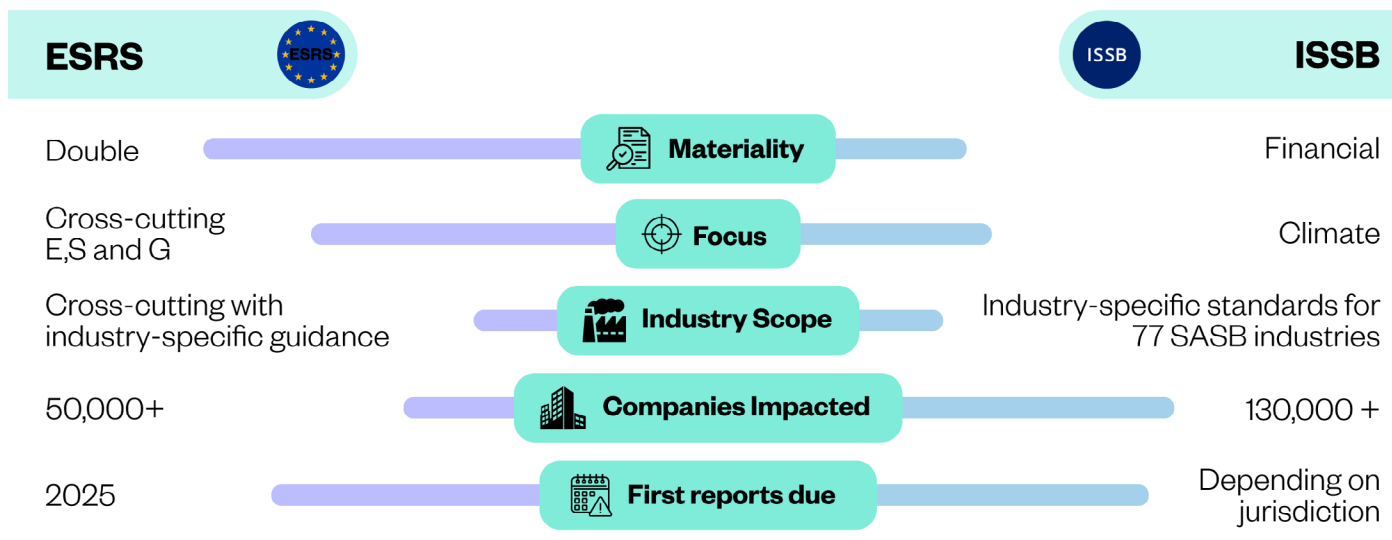 ESRS
ESRS
ISSB
ISSB
Double
Materiality
Financial
Cross-cutting
E,S and G
Focus
Climate
Cross-cutting with
industry-specific guidance
Industry Scope
Industry-specific standards for
77 SASB industries
50,000+
Companies Impacted
130,000 +
2025
First reports due
Depending on
jurisdiction